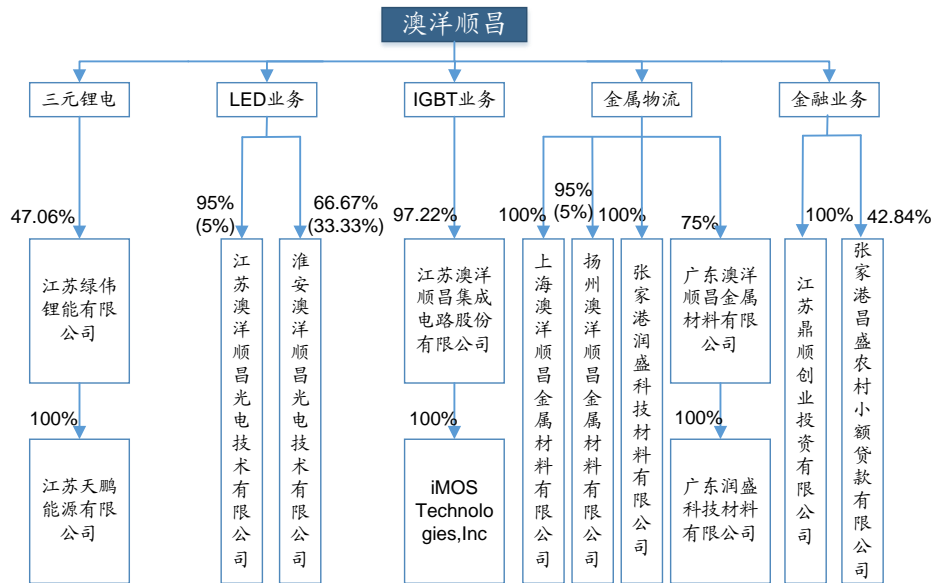 澳洋顺昌
三元锂电
LED业务
IGBT业务
金属物流
金融业务
47.06%
95%
(5%)
66.67%
(33.33%)
97.22%
100%
95%
(5%)
100%
75%
100%
42.84%
江苏绿伟
锂能有限
公司
江苏澳洋顺昌光电技术有限公司
淮安澳洋顺昌光电技术有限公司
江苏澳洋
顺昌集成
电路股份
有限公司
上海澳洋顺昌金属材料有限公司
扬州澳洋顺昌金属材料有限公司
张家港润盛科技材料有限公司
广东澳洋
顺昌金属
材料有限
公司
江苏鼎顺创业投资有限公司
张家港昌盛农村小额贷款有限公司
100%
100%
100%
江苏天鹏
能源有限
公司
iMOS
Technolo
gies,Inc
广东润盛
科技材料
有限公司